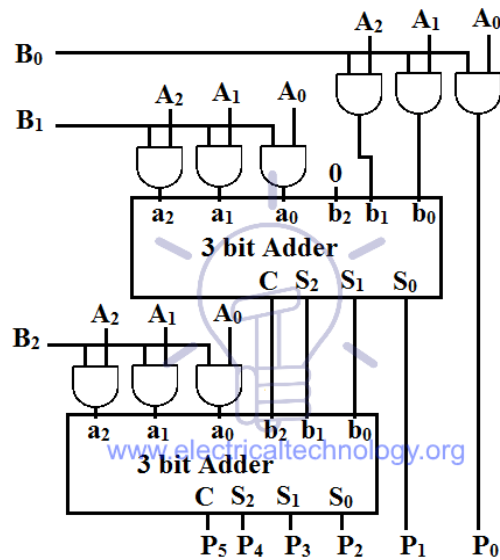 A₂ A₁ A₀
B₀
A₂ A₁ A₀
B₁
0
a₂ a₁ a₀ b₂ b₁ b₀
3 bit Adder
C S₂ S₁ S₀
A₂ A₁ A₀
B₂
a₂ a₁ a₀ b₂ b₁ b₀
www.electricaltechnology.org
3 bit Adder
C S₂ S₁ S₀
P₅ P₄ P₃ P₂ P₁ P₀